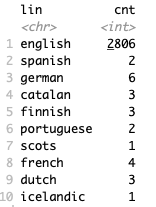 lin cnt
<chr> <int>
1 english 2806
2 spanish 2
3 german 6
4 catalan 3
5 finnish 3
6 portuguese 2
7 scots 1
8 french 4
9 dutch 3
10 icelandic 1